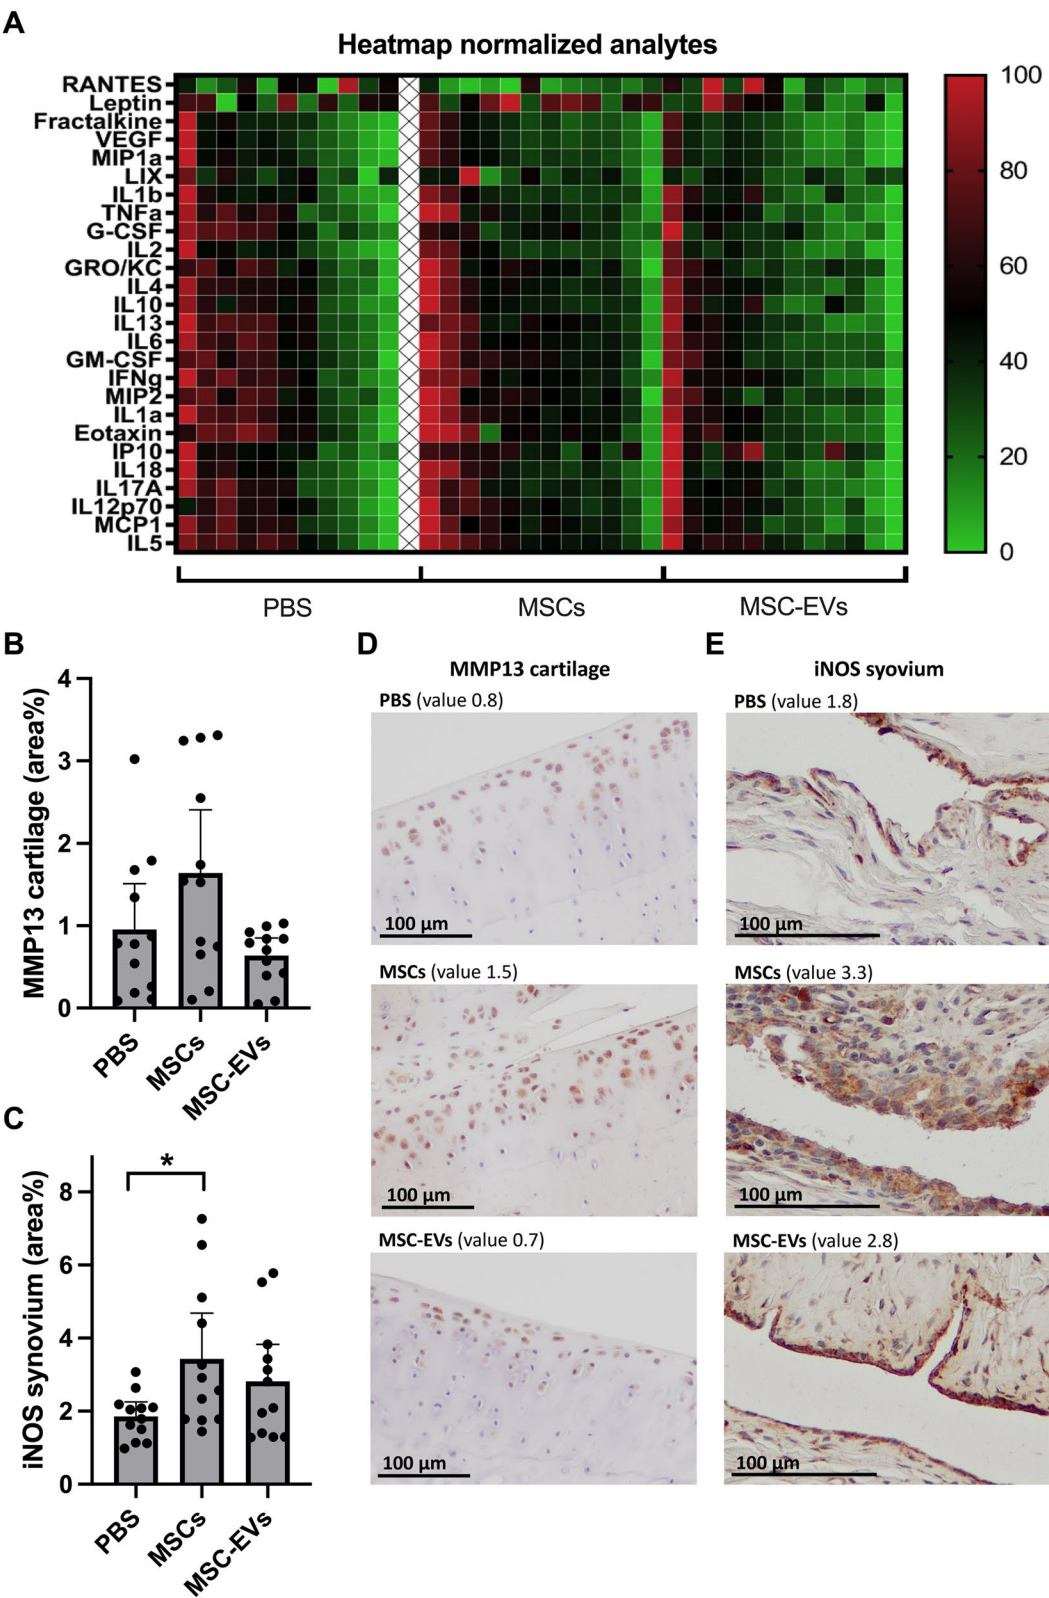 A
Heatmap normalized analytes
RANTES
Leptin
Fractalkine
VEGF
MIP1a
LIX
IL1b
TNFa
G-CSF
IL2
GRO/KC
IL4
IL10
IL13
IL6
GM-CSF
IFNg
MIP2
IL1a
Eotaxin
IP10
IL18
IL17A
IL12p70
MCP1
IL5
100
80
60
40
20
0
PBS MSCs MSC-EVs
B
MMP13 cartilage (area%)
4
3
2
1
0
PBS
MSCs
MSC-EVs
C
iNOS synovium (area%)
8
6
4
2
0
*
PBS
MSCs
MSC-EVs
D
MMP13 cartilage
PBS (value 0.8)
100 µm
MSCs (value 1.5)
100 µm
MSC-EVs (value 0.7)
100 µm
E
iNOS syovium
PBS (value 1.8)
100 µm
MSCs (value 3.3)
100 µm
MSC-EVs (value 2.8)
100 µm